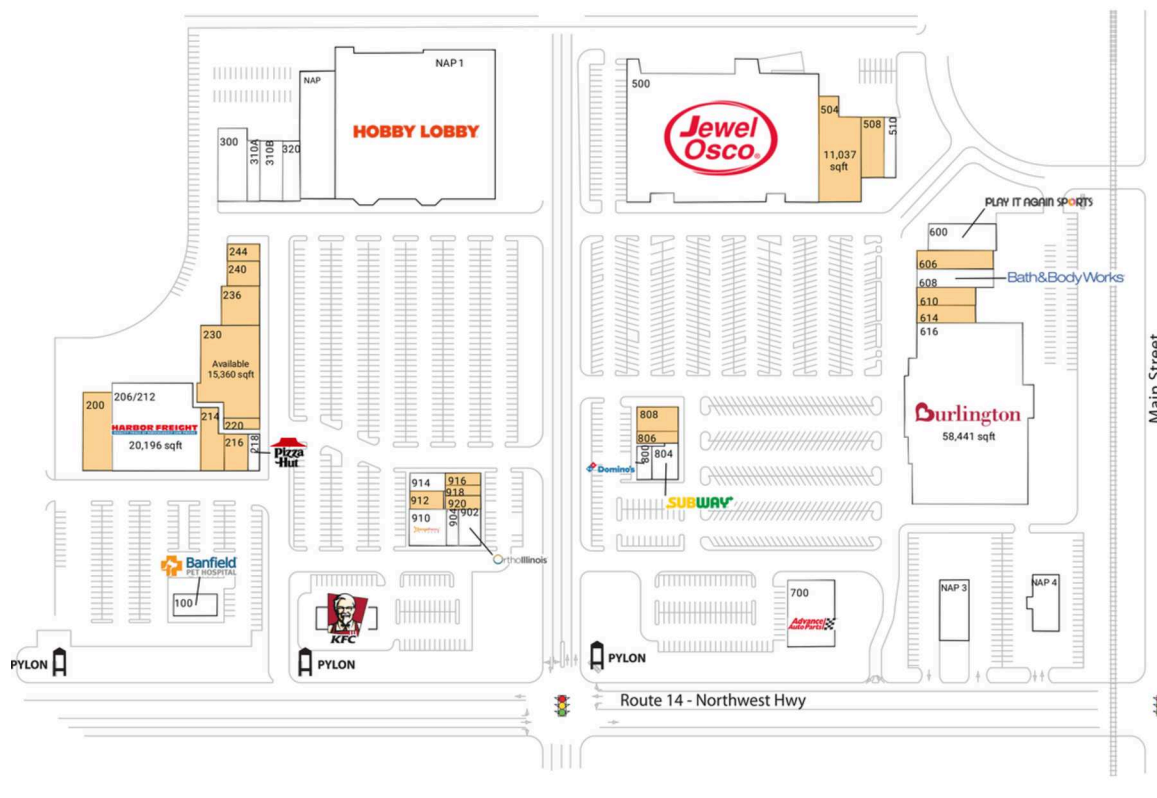 NAP 1
NAP
HOBBY LOBBY
300
310A
310B
320
500
Jewel
Osco
504
11,037
sqft
508
510
PLAY IT AGAIN SPORTS
600
606
Bath&BodyWorks
608
610
614
616
Burlington
58,441 sqft
Main Street
244
240
236
230
Available
15,360 sqft
200
206/212
HARBOR FREIGHT
20,196 sqft
214
220
216
218
Pizza
Hut
808
806
800
804
Domino's
SUBWAY
914
916
918
912
920
910
904
902
OrthoIllinois
Banfield
PET HOSPITAL
100
KFC
700
Advance
Auto Parts
NAP 3
NAP 4
PYLON
PYLON
PYLON
Route 14 - Northwest Hwy